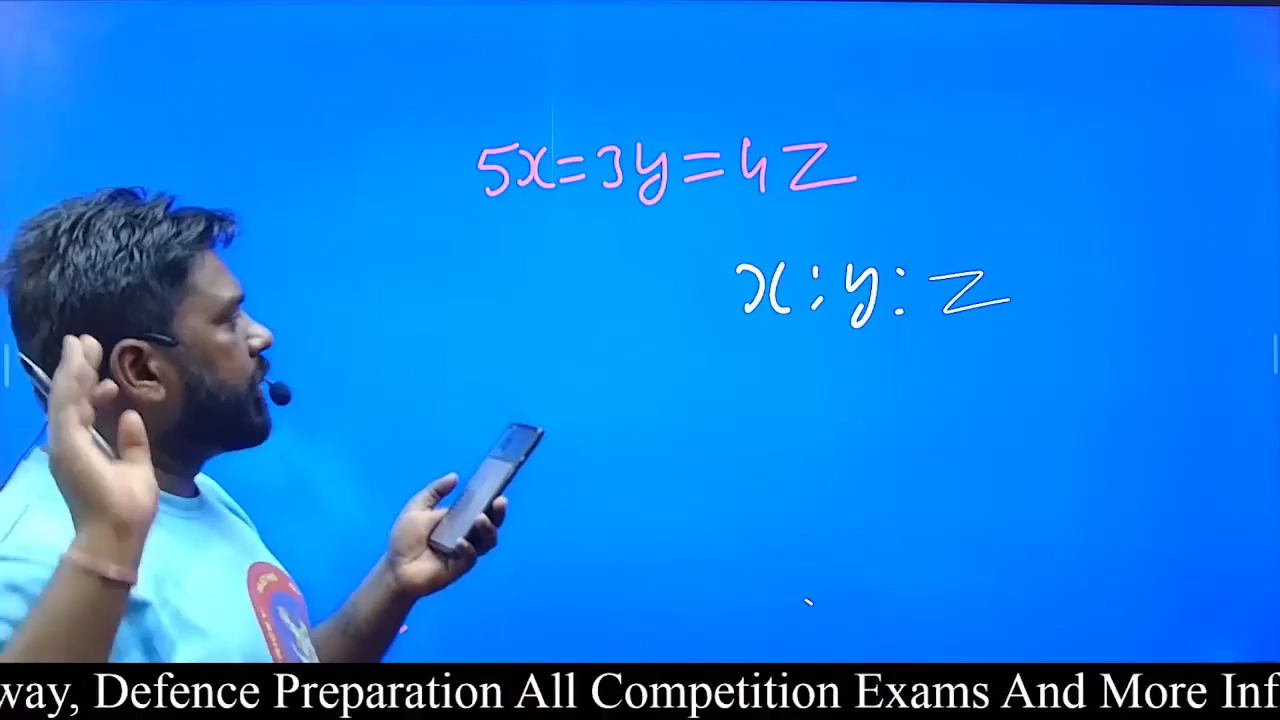 5x=3y=4z
x:y:z
way, Defence Preparation All Competition Exams And More Inf